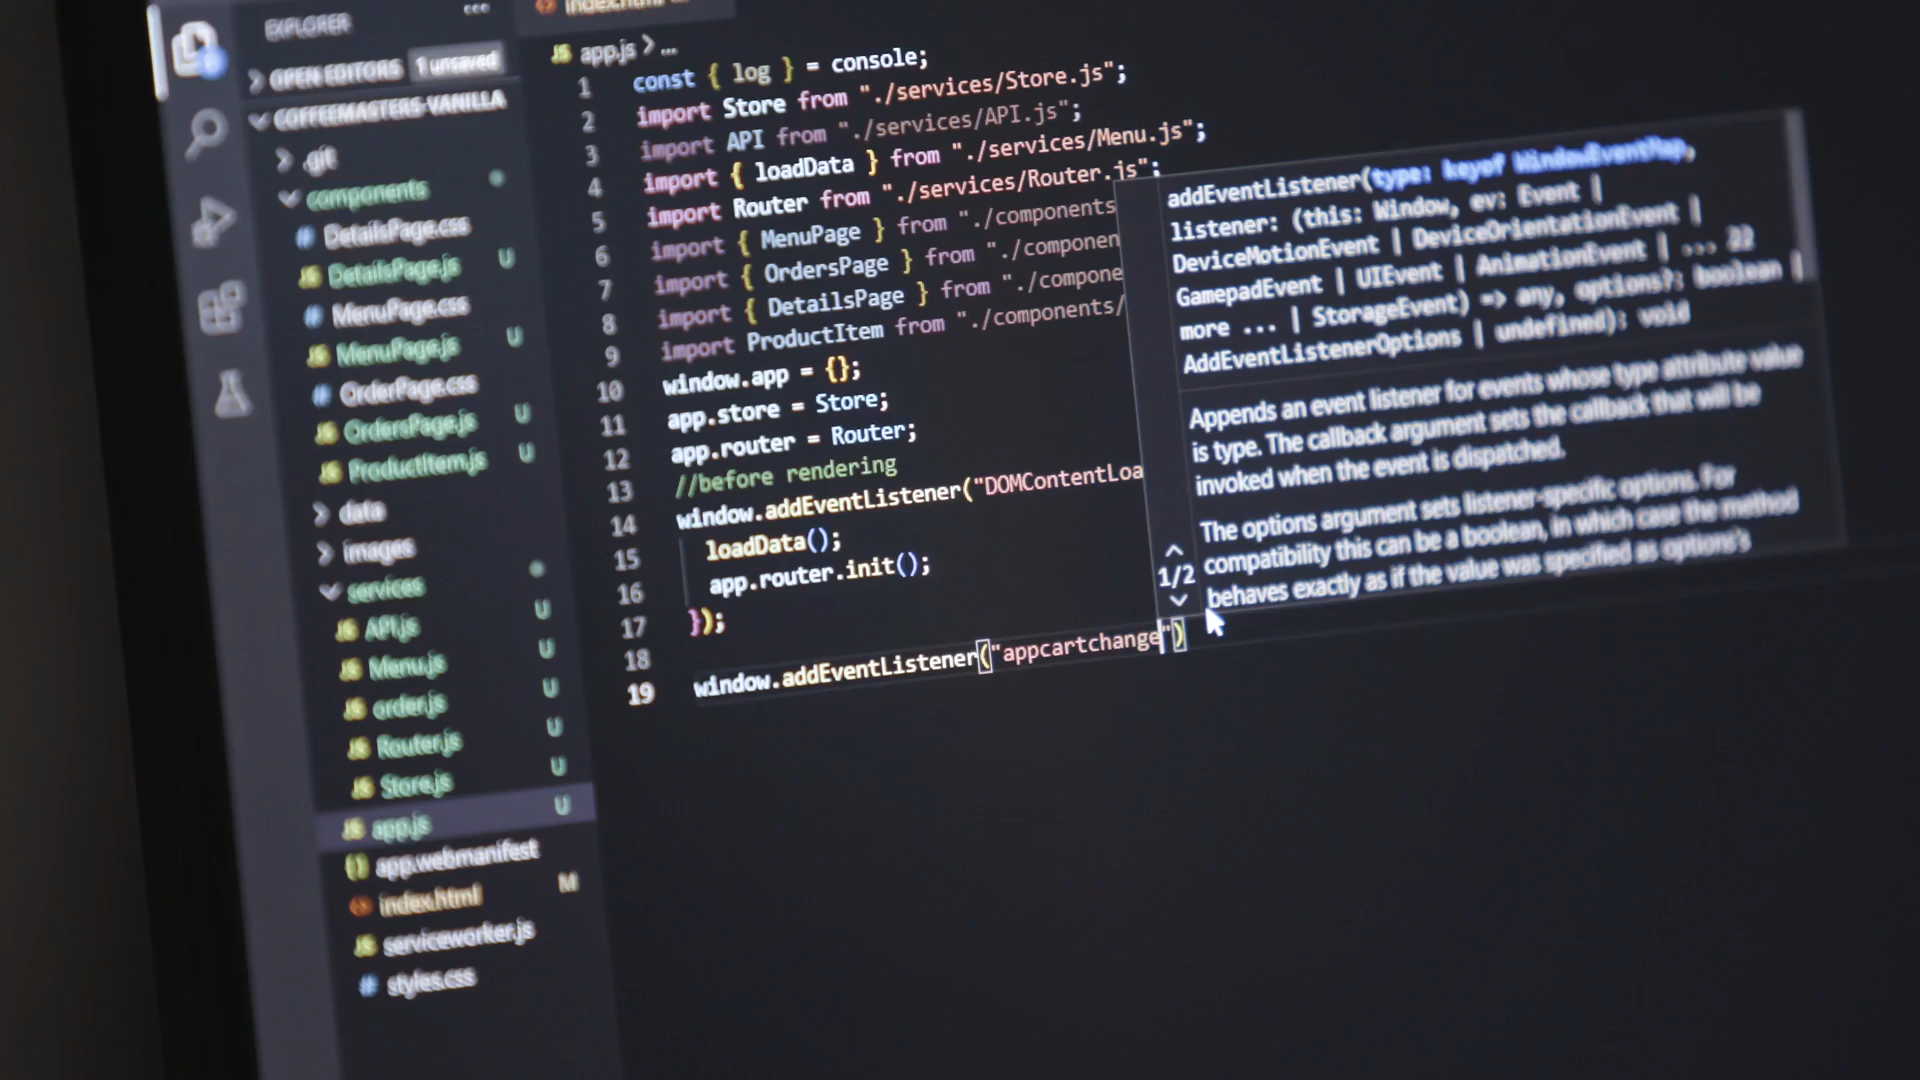 EXPLORER
OPEN EDITORS 1 unsaved
COFFEEMASTERS-VANILLA
.git
components
DetailsPage.css
DetailsPage.js U
MenuPage.css
MenuPage.js U
OrderPage.css
OrdersPage.js U
ProductItem.js U
data
images
services
API.js U
Menu.js U
order.js U
Router.js U
Store.js U
app.js U
app.webmanifest
index.html M
serviceworker.js
styles.css
index.html
JS app.js > ...
1 const { log } = console;
2 import Store from "./services/Store.js";
3 import API from "./services/API.js";
4 import { loadData } from "./services/Menu.js";
5 import Router from "./services/Router.js";
6 import { MenuPage } from "./components
7 import { OrdersPage } from "./componen
8 import { DetailsPage } from "./compone
9 import ProductItem from "./components/
10 window.app = {};
11 app.store = Store;
12 app.router = Router;
13 //before rendering
14 window.addEventListener("DOMContentLoa
15 loadData();
16 app.router.init();
17 });
18
19 window.addEventListener("appcartchange")
addEventListener(type: keyof WindowEventMap,
listener: (this: Window, ev: Event |
DeviceMotionEvent | DeviceOrientationEvent |
GamepadEvent | UIEvent | AnimationEvent | ... 22
more ... | StorageEvent) => any, options?: boolean |
AddEventListenerOptions | undefined): void
Appends an event listener for events whose type attribute value
is type. The callback argument sets the callback that will be
invoked when the event is dispatched.
The options argument sets listener-specific options. For
compatibility this can be a boolean, in which case the method
behaves exactly as if the value was specified as options's
1/2